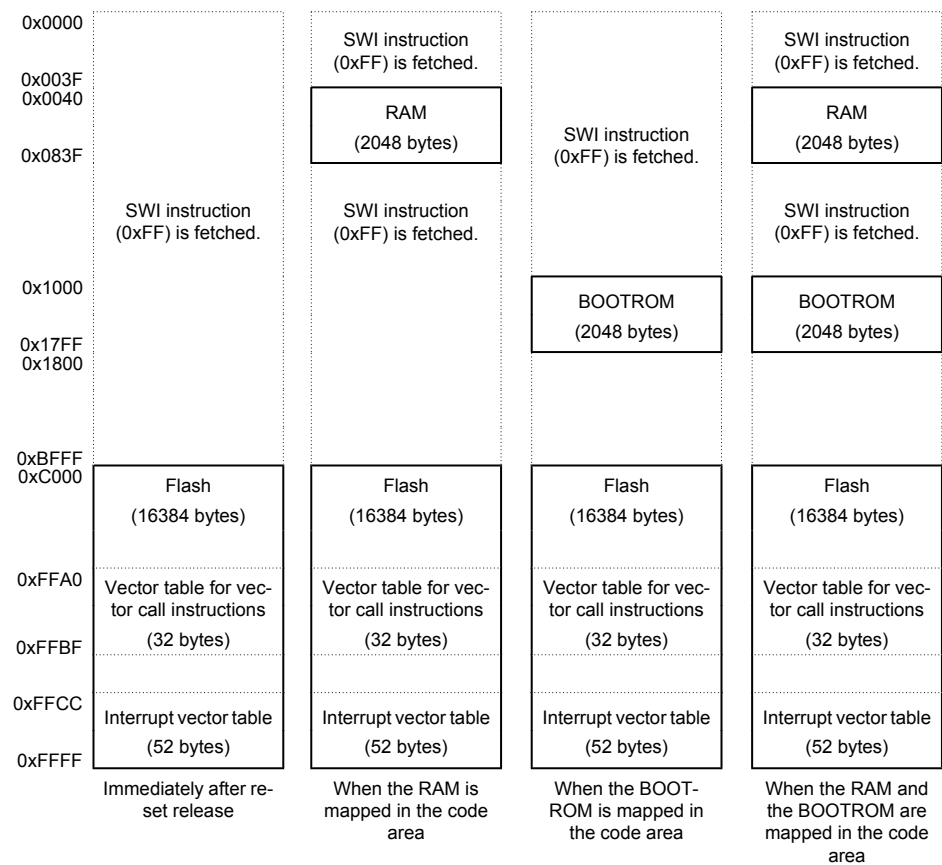 0x0000
0x003F
0x0040
0x083F
0x1000
0x17FF
0x1800
0xBFFF
0xC000
0xFFA0
0xFFBF
0xFFCC
0xFFFF
SWI instruction
(0xFF) is fetched.
Flash
(16384 bytes)
Vector table for vec-
tor call instructions
(32 bytes)
Interrupt vector table
(52 bytes)
Immediately after re-
set release
SWI instruction
(0xFF) is fetched.
RAM
(2048 bytes)
SWI instruction
(0xFF) is fetched.
Flash
(16384 bytes)
Vector table for vec-
tor call instructions
(32 bytes)
Interrupt vector table
(52 bytes)
When the RAM is
mapped in the code
area
SWI instruction
(0xFF) is fetched.
BOOTROM
(2048 bytes)
Flash
(16384 bytes)
Vector table for vec-
tor call instructions
(32 bytes)
Interrupt vector table
(52 bytes)
When the BOOT-
ROM is mapped in
the code area
SWI instruction
(0xFF) is fetched.
RAM
(2048 bytes)
SWI instruction
(0xFF) is fetched.
BOOTROM
(2048 bytes)
Flash
(16384 bytes)
Vector table for vec-
tor call instructions
(32 bytes)
Interrupt vector table
(52 bytes)
When the RAM and
the BOOTROM are
mapped in the code
area